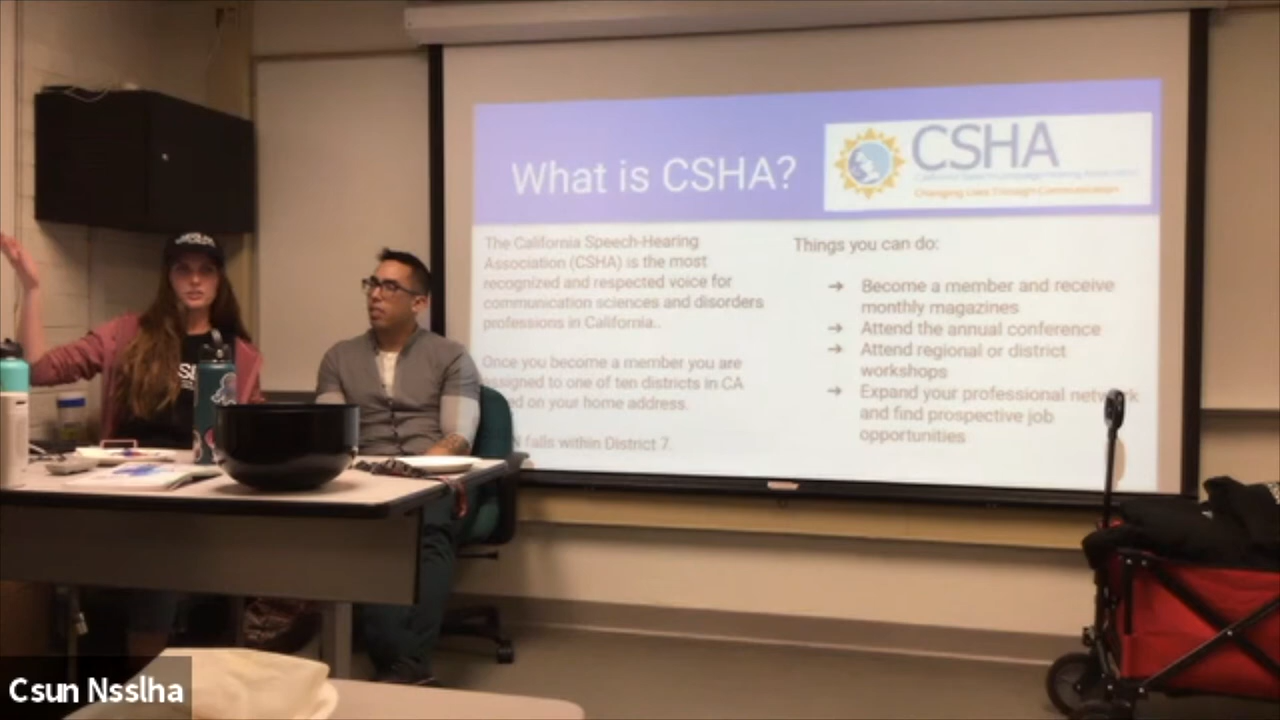 What is CSHA?
CSHA
Changing Lives Through Communication
The California Speech-Hearing
Association (CSHA) is the most
recognized and respected voice for
communication sciences and disorders
professions in California..
Once you become a member you are
assigned to one of ten districts in CA
on your home address.
falls within District 7.
Things you can do:
➔ Become a member and receive
monthly magazines
➔ Attend the annual conference
➔ Attend regional or district
workshops
➔ Expand your professional network
and find prospective job
opportunities
Csun Nsslha